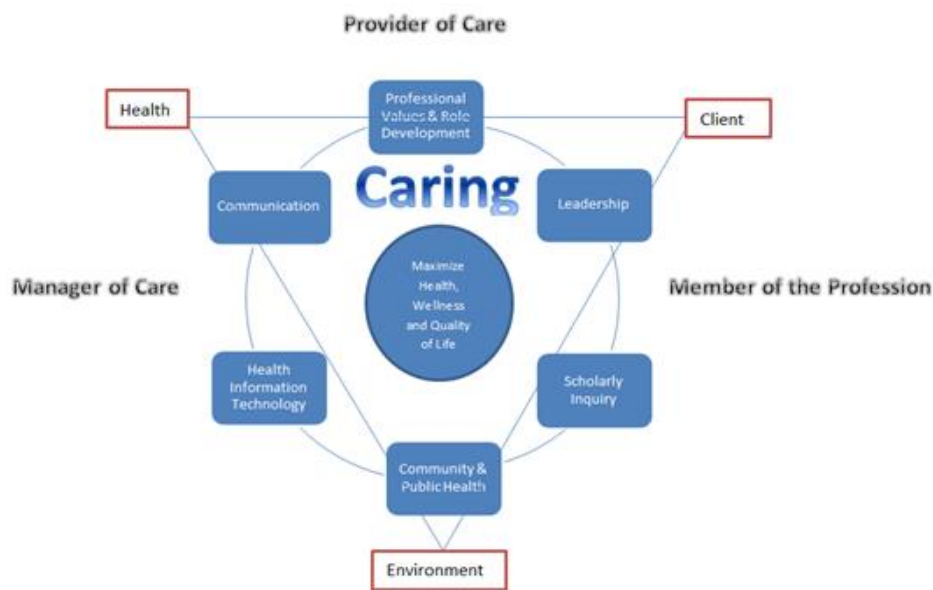 Provider of Care
Health
Professional
Values & Role
Development
Client
Communication
Caring
Leadership
Maximize
Health,
Wellness
and Quality
of Life
Manager of Care
Member of the Profession
Health
Information
Technology
Scholarly
Inquiry
Community &
Public Health
Environment